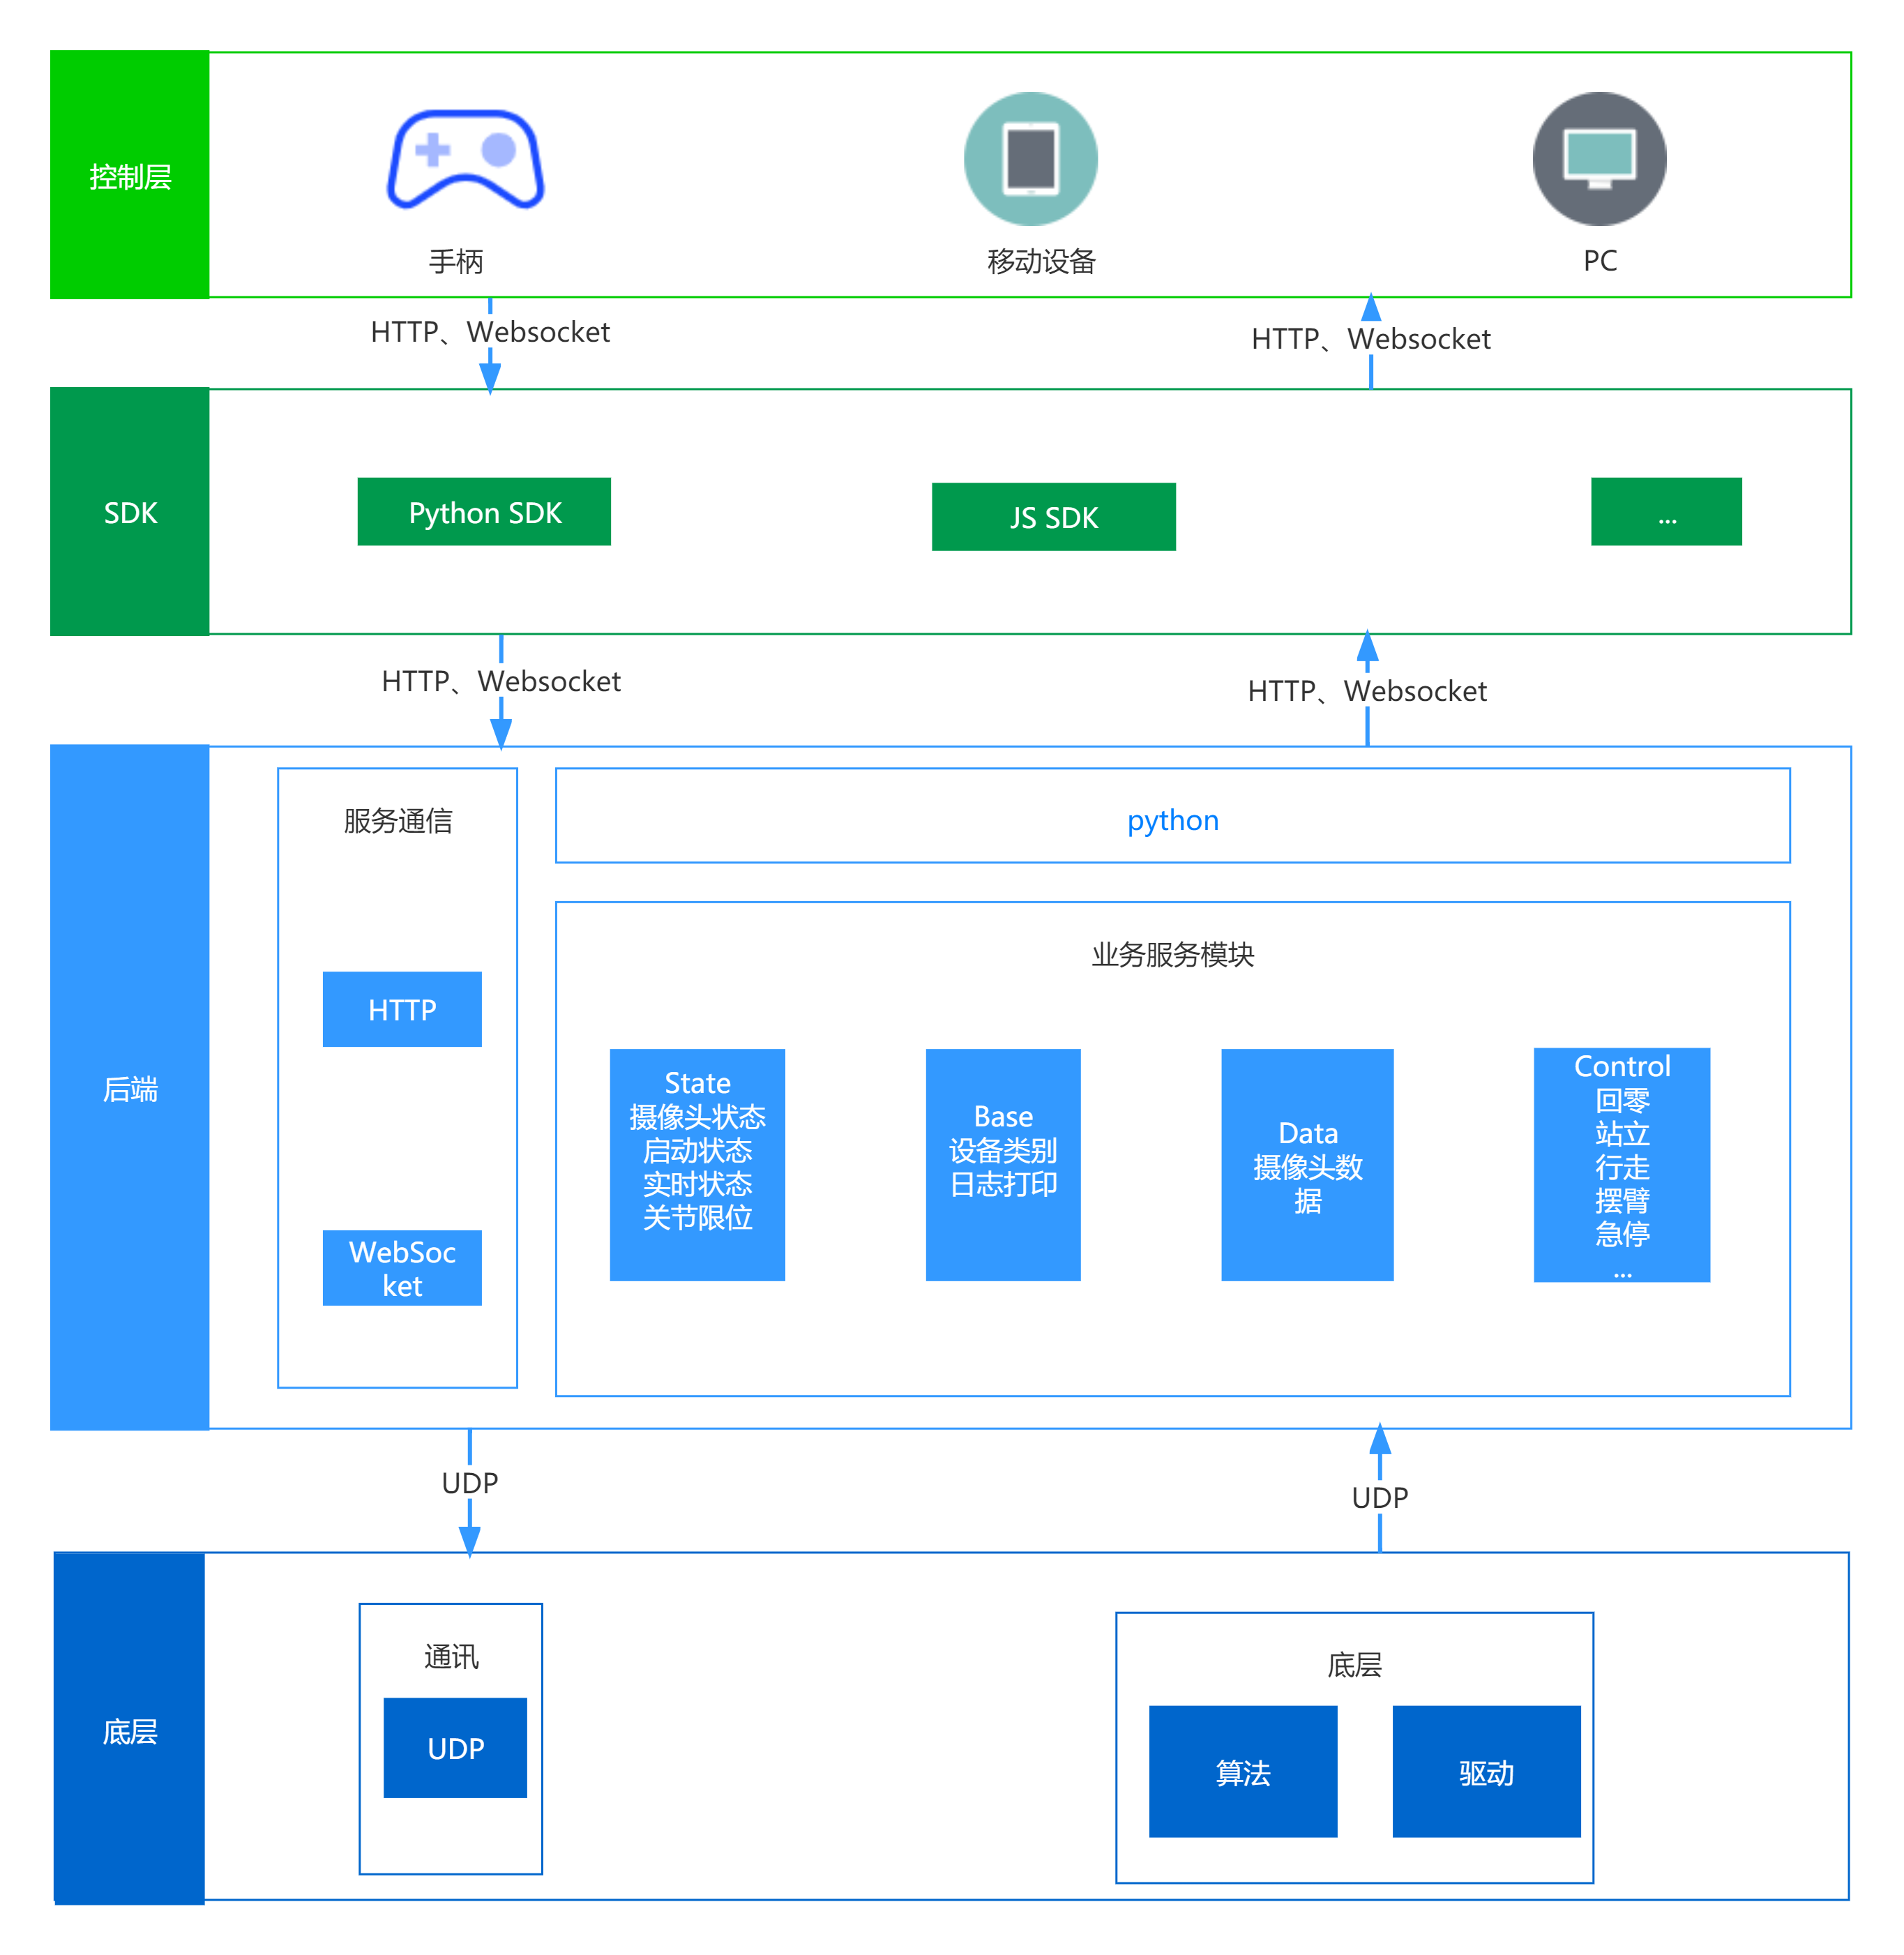 控制层
手柄
移动设备
PC
HTTP、Websocket
HTTP、Websocket
SDK
Python SDK
JS SDK
...
HTTP、Websocket
HTTP、Websocket
后端
服务通信
HTTP
WebSoc
ket
python
业务服务模块
State
摄像头状态
启动状态
实时状态
关节限位
Base
设备类别
日志打印
Data
摄像头数
据
Control
回零
站立
行走
摆臂
急停
...
UDP
UDP
底层
通讯
UDP
底层
算法
驱动